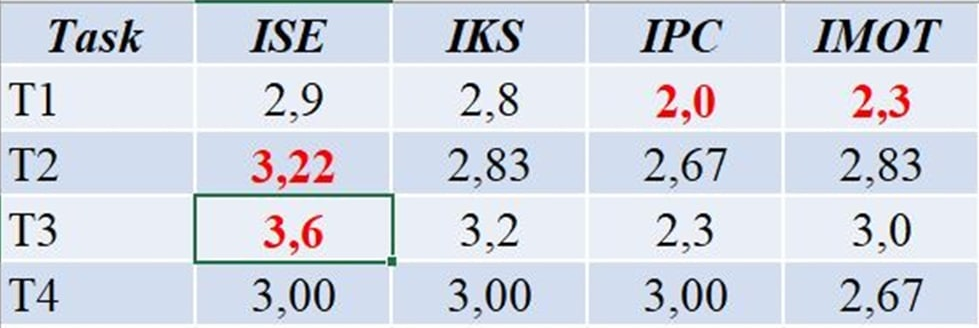 Task ISE IKS IPC IMOT
T1 2,9 2,8 2,0 2,3
T2 3,22 2,83 2,67 2,83
T3 3,6 3,2 2,3 3,0
T4 3,00 3,00 3,00 2,67